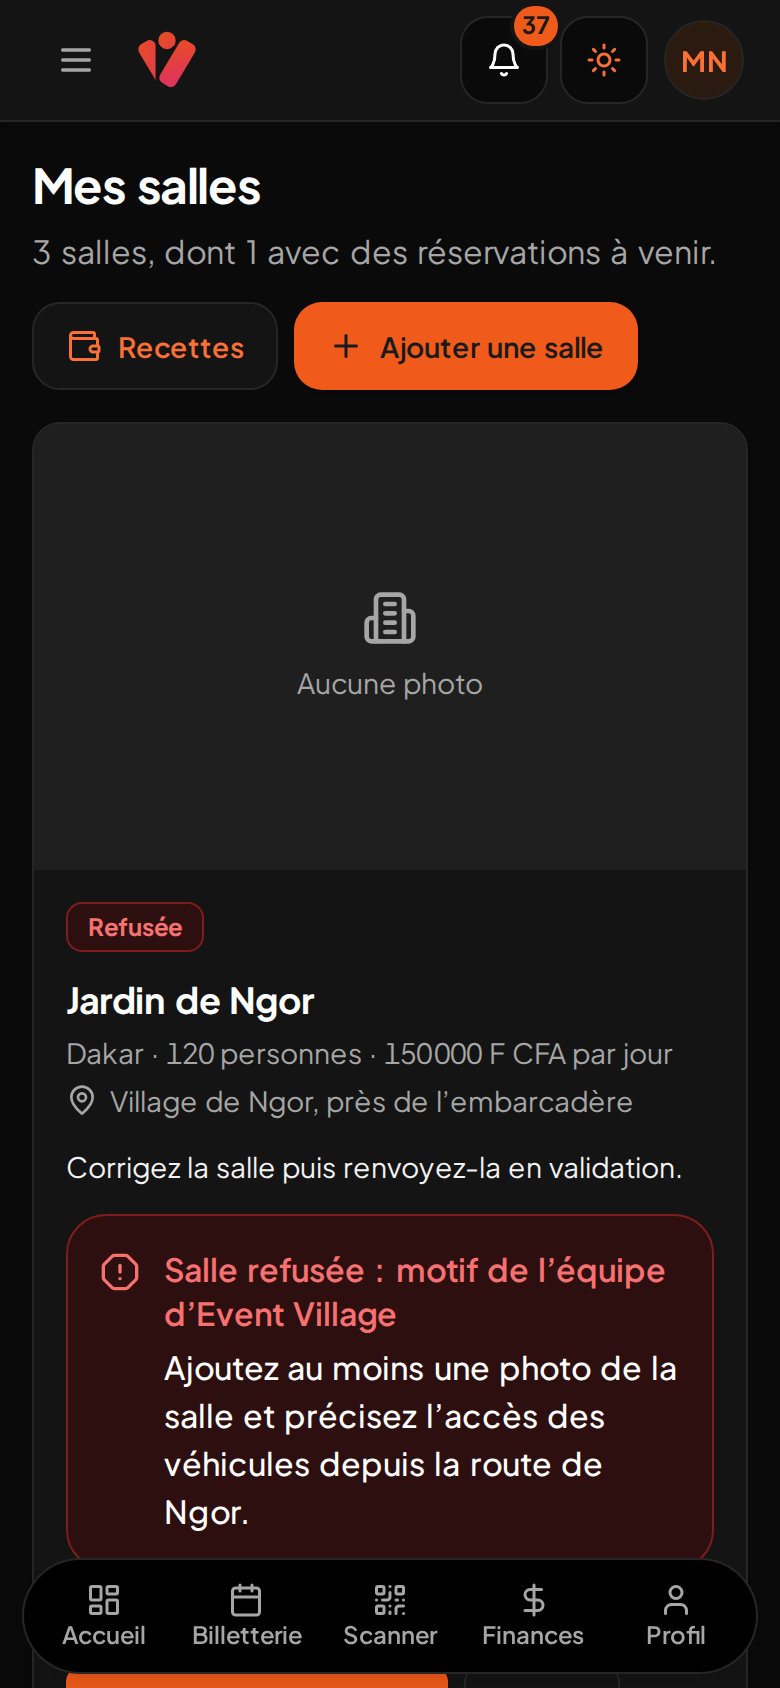 37
MN
Mes salles
3 salles, dont 1 avec des réservations à venir.
Recettes
Ajouter une salle
Aucune photo
Refusée
Jardin de Ngor
Dakar · 120 personnes · 150 000 F CFA par jour
Village de Ngor, près de l’embarcadère
Corrigez la salle puis renvoyez-la en validation.
Salle refusée : motif de l’équipe
d’Event Village
Ajoutez au moins une photo de la
salle et précisez l’accès des
véhicules depuis la route de
Ngor.
Accueil
Billetterie
Scanner
Finances
Profil